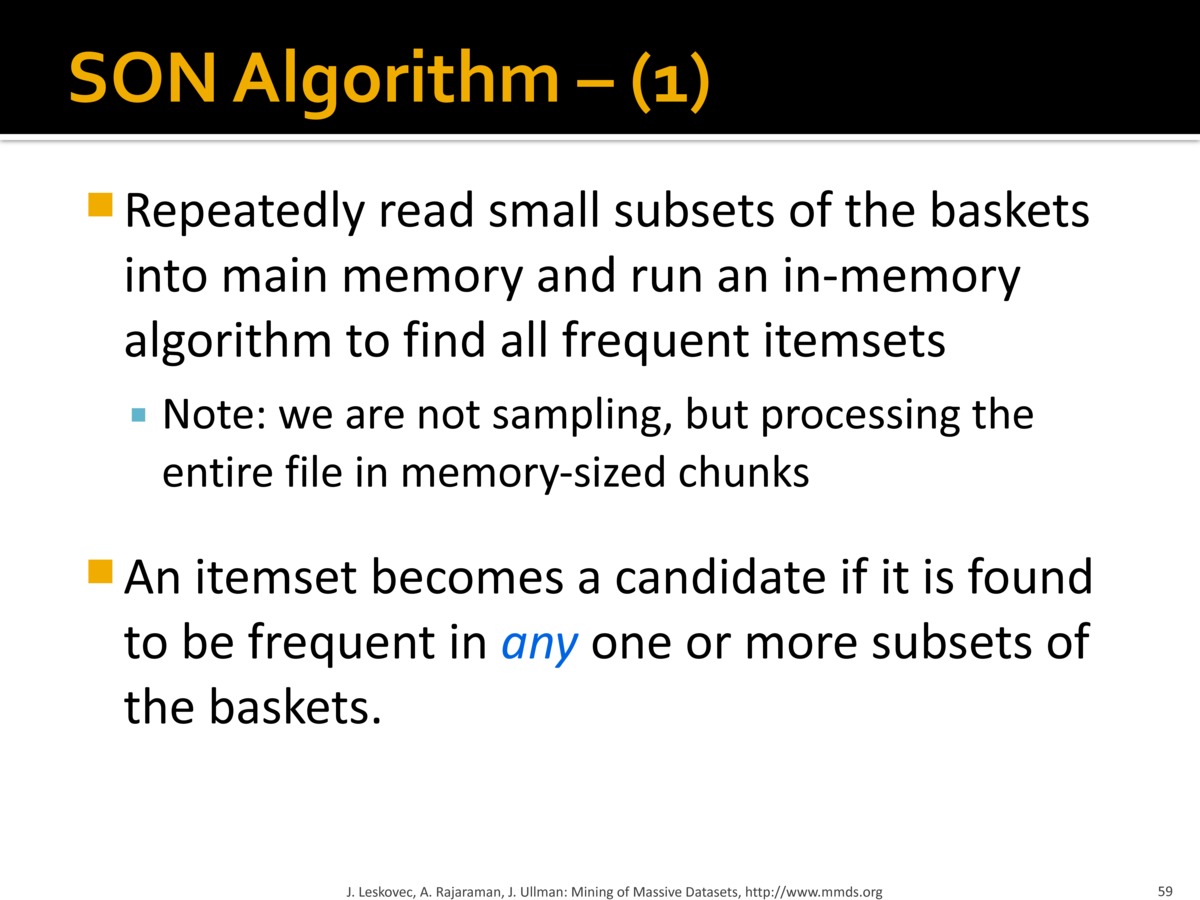 SON Algorithm – (1)
Repeatedly read small subsets of the baskets
into main memory and run an in-memory
algorithm to find all frequent itemsets
Note: we are not sampling, but processing the
entire file in memory-sized chunks
An itemset becomes a candidate if it is found
to be frequent in any one or more subsets of
the baskets.
J. Leskovec, A. Rajaraman, J. Ullman: Mining of Massive Datasets, http://www.mmds.org
59